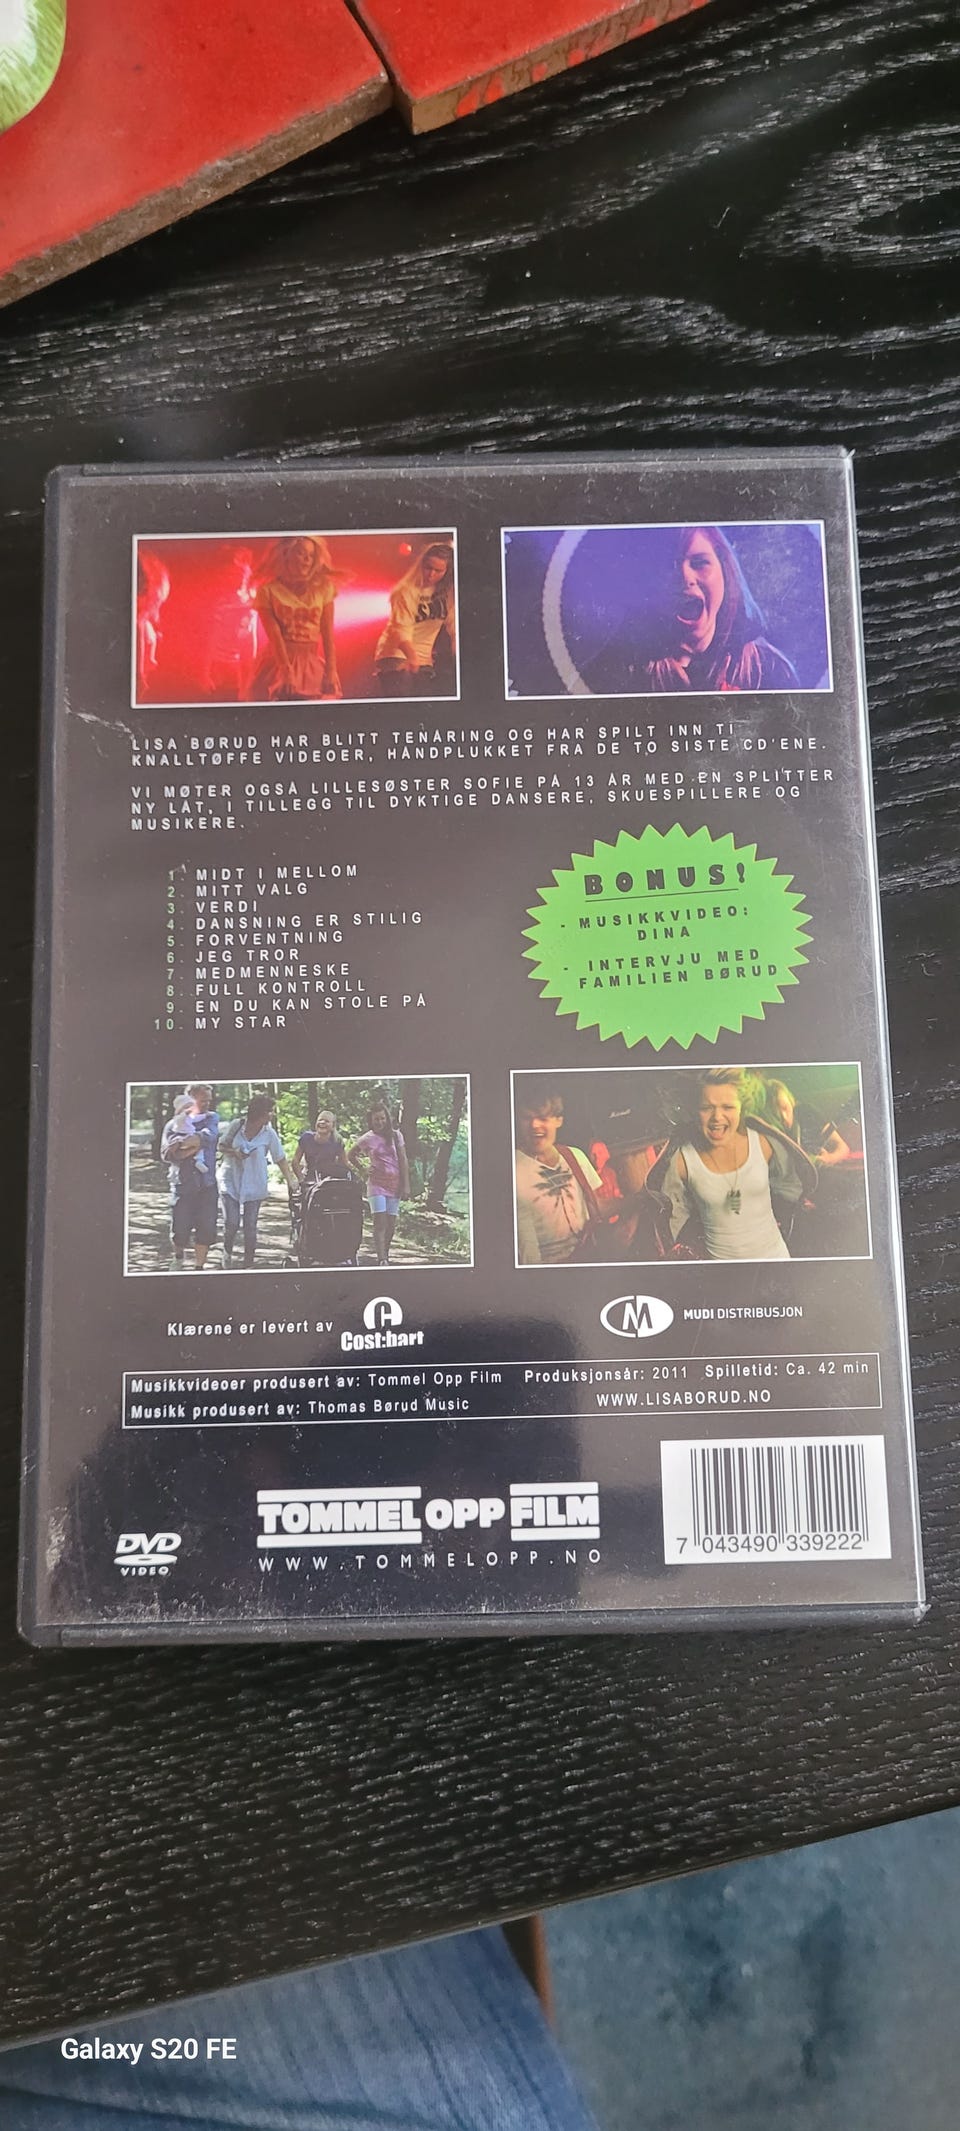 LISA BØRUD HAR BLITT TENÅRING OG HAR SPILT INN TI
KNALLTØFFE VIDEOER, HÅNDPLUKKET FRA DE TO SISTE CD'ENE.
VI MØTER OGSÅ LILLESØSTER SOFIE PÅ 13 ÅR MED EN SPLITTER
NY LÅT, I TILLEGG TIL DYKTIGE DANSERE, SKUESPILLERE OG
MUSIKERE.
1. MIDT I MELLOM
2. MITT VALG
3. VERDI
4. DANSNING ER STILIG
5. FORVENTNING
6. JEG TROR
7. MEDMENNESKE
8. FULL KONTROLL
9. EN DU KAN STOLE PÅ
10. MY STAR
BONUS!
- MUSIKKVIDEO:
DINA
- INTERVJU MED
FAMILIEN BØRUD
Klærene er levert av
Cost:bart
M MUDI DISTRIBUSJON
Musikkvideoer produsert av: Tommel Opp Film Produksjonsår: 2011 Spilletid: Ca. 42 min
Musikk produsert av: Thomas Børud Music WWW.LISABORUD.NO
DVD
VIDEO
TOMMEL OPP FILM
WWW.TOMMELOPP.NO
7 043490 339222
Galaxy S20 FE